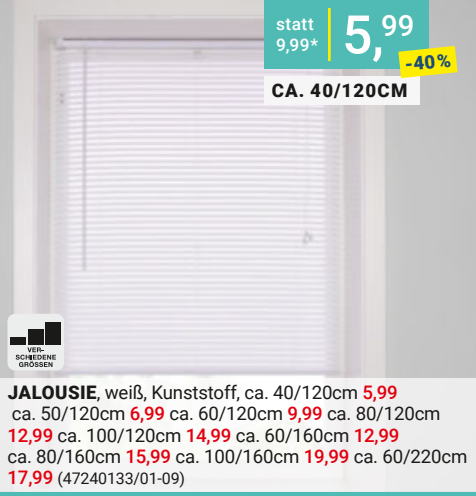 statt
9,99*
5,99
-40%
CA. 40/120CM
VER-
SCHIEDENE
GRÖSSEN
JALOUSIE, weiß, Kunststoff, ca. 40/120cm 5,99
ca. 50/120cm 6,99 ca. 60/120cm 9,99 ca. 80/120cm
12,99 ca. 100/120cm 14,99 ca. 60/160cm 12,99
ca. 80/160cm 15,99 ca. 100/160cm 19,99 ca. 60/220cm
17,99 (47240133/01-09)